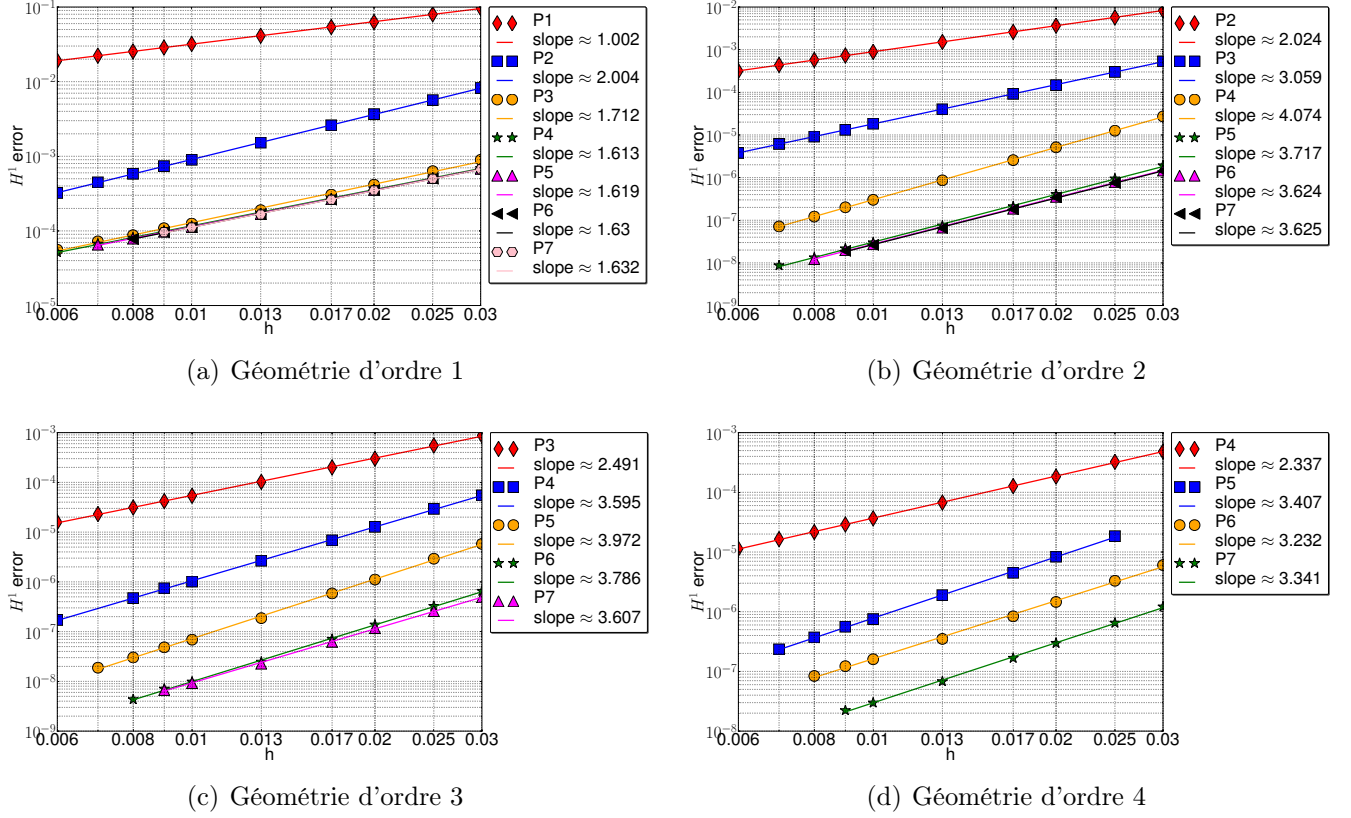 10^{-1}
10^{-2}
10^{-3}
10^{-4}
10^{-5}
H^1 error
0.006 0.008 0.01 0.013 0.017 0.02 0.025 0.03
h
P1
slope ≈ 1.002
P2
slope ≈ 2.004
P3
slope ≈ 1.712
P4
slope ≈ 1.613
P5
slope ≈ 1.619
P6
slope ≈ 1.63
P7
slope ≈ 1.632
(a) Géométrie d'ordre 1
10^{-2}
10^{-3}
10^{-4}
10^{-5}
10^{-6}
10^{-7}
10^{-8}
10^{-9}
H^1 error
0.006 0.008 0.01 0.013 0.017 0.02 0.025 0.03
h
P2
slope ≈ 2.024
P3
slope ≈ 3.059
P4
slope ≈ 4.074
P5
slope ≈ 3.717
P6
slope ≈ 3.624
P7
slope ≈ 3.625
(b) Géométrie d'ordre 2
10^{-3}
10^{-4}
10^{-5}
10^{-6}
10^{-7}
10^{-8}
10^{-9}
H^1 error
0.006 0.008 0.01 0.013 0.017 0.02 0.025 0.03
h
P3
slope ≈ 2.491
P4
slope ≈ 3.595
P5
slope ≈ 3.972
P6
slope ≈ 3.786
P7
slope ≈ 3.607
(c) Géométrie d'ordre 3
10^{-3}
10^{-4}
10^{-5}
10^{-6}
10^{-7}
10^{-8}
H^1 error
0.006 0.008 0.01 0.013 0.017 0.02 0.025 0.03
h
P4
slope ≈ 2.337
P5
slope ≈ 3.407
P6
slope ≈ 3.232
P7
slope ≈ 3.341
(d) Géométrie d'ordre 4